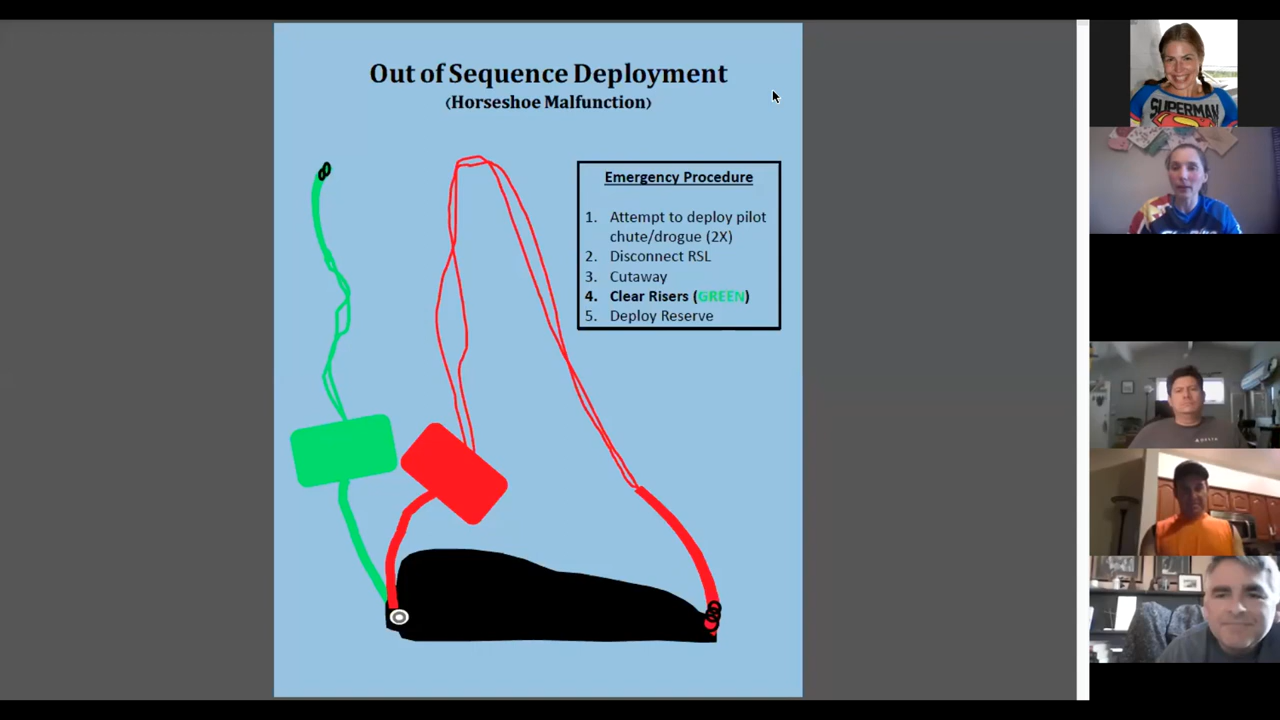 Out of Sequence Deployment
(Horseshoe Malfunction)
Emergency Procedure
1. Attempt to deploy pilot
chute/drogue (2X)
2. Disconnect RSL
3. Cutaway
4. Clear Risers (GREEN)
5. Deploy Reserve
SUPERMAN